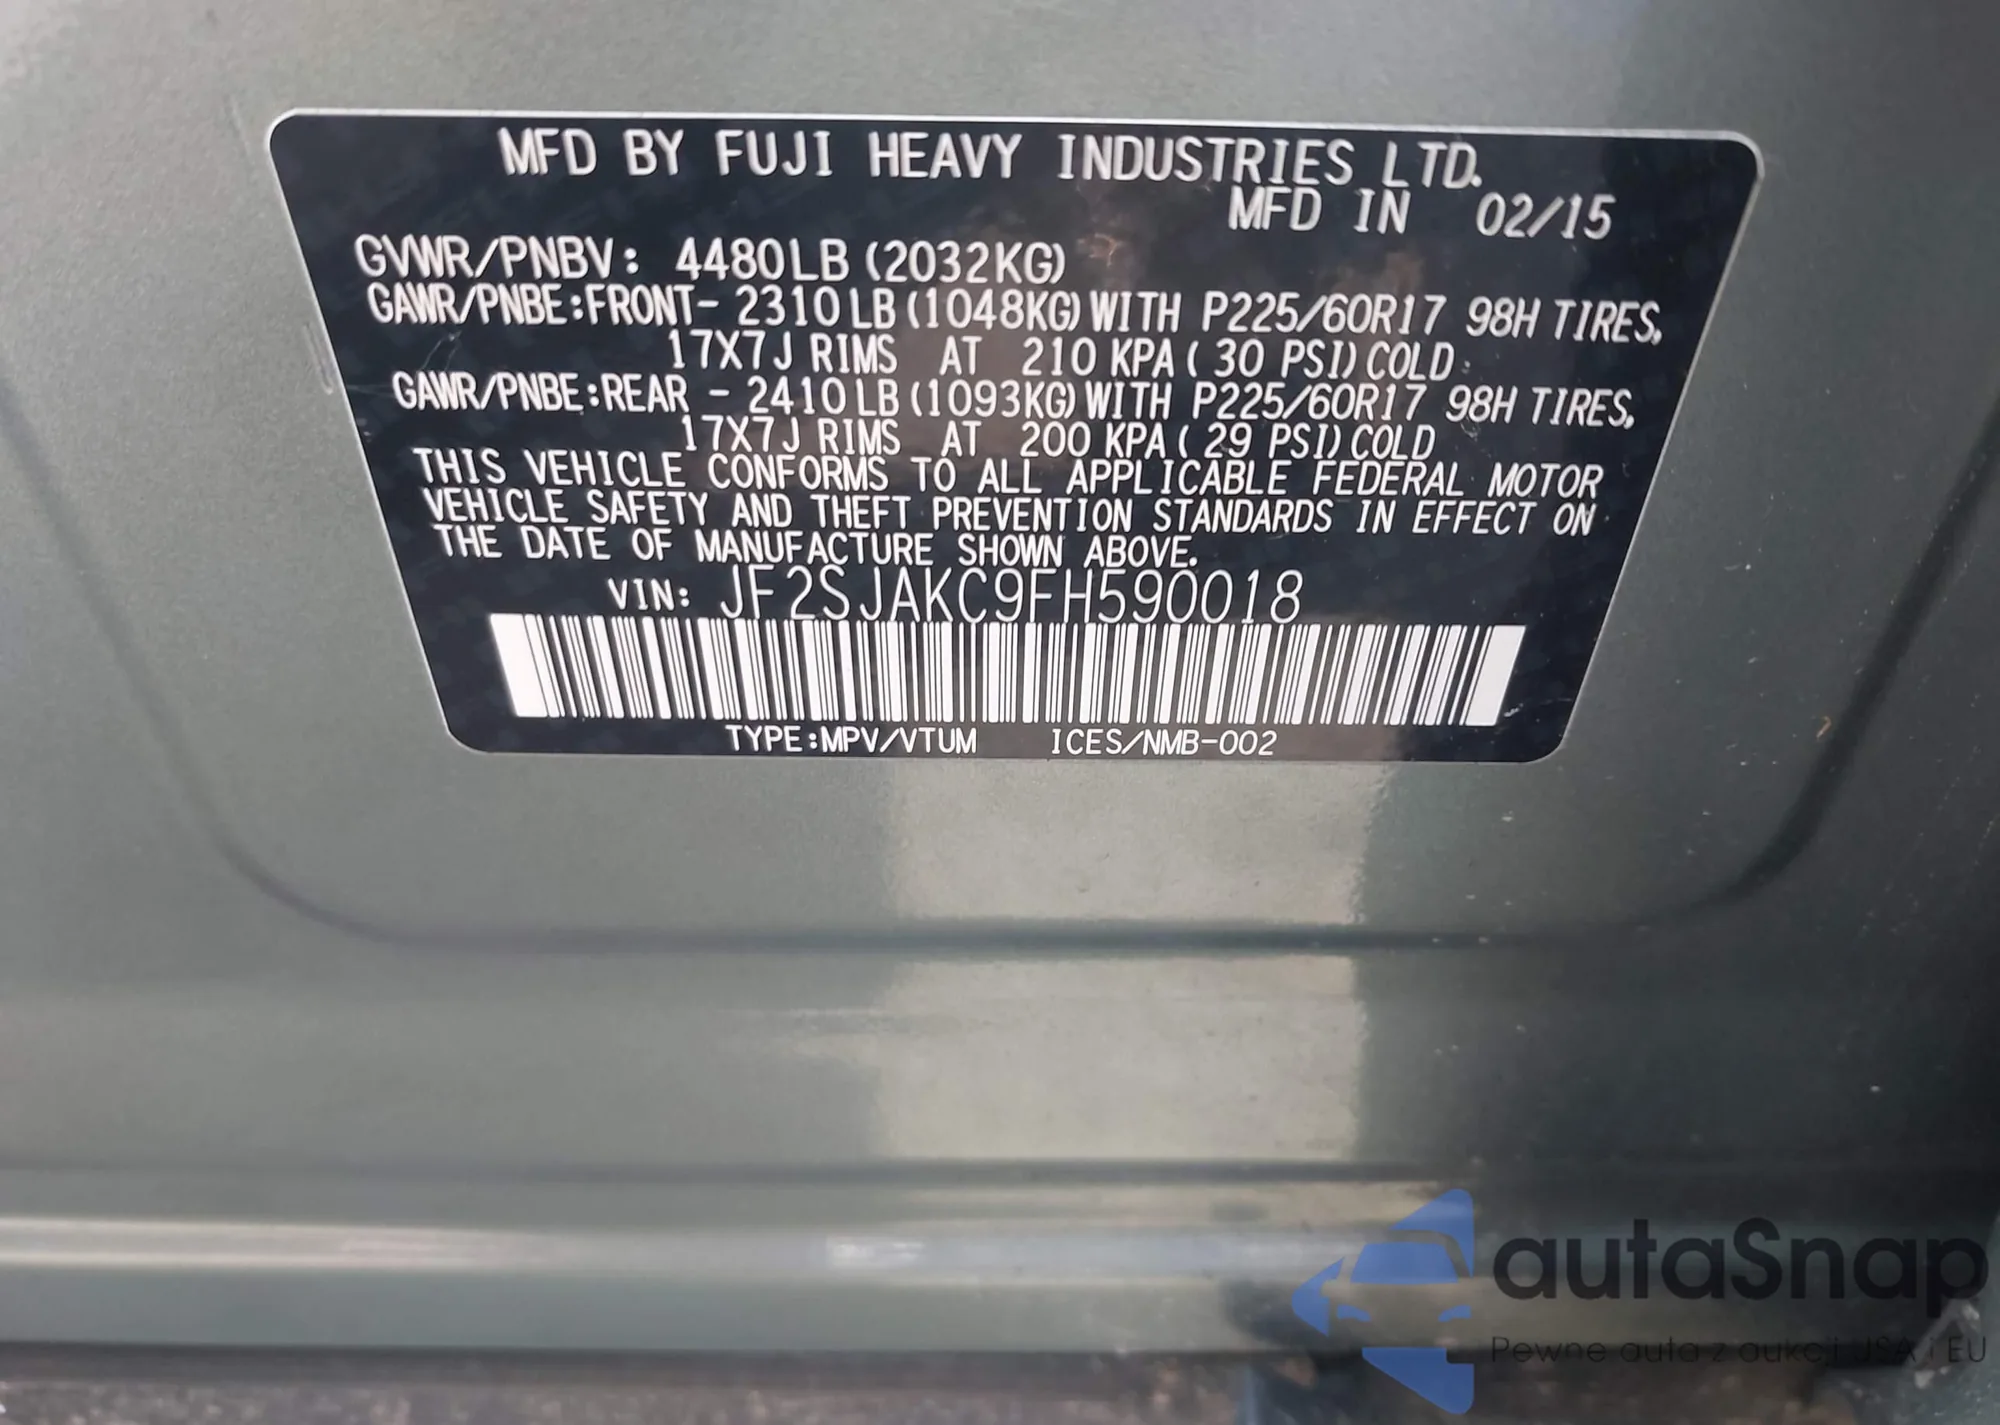 MFD BY FUJI HEAVY INDUSTRIES LTD.
MFD IN 02/15
GVWR/PNBV: 4480LB (2032KG)
GAWR/PNBE:FRONT- 2310LB(1048KG)WITH P225/60R17 98H TIRES,
17X7J RIMS AT 210 KPA( 30 PSI)COLD
GAWR/PNBE:REAR - 2410LB(1093KG)WITH P225/60R17 98H TIRES,
17X7J RIMS AT 200 KPA( 29 PSI)COLD
THIS VEHICLE CONFORMS TO ALL APPLICABLE FEDERAL MOTOR
VEHICLE SAFETY AND THEFT PREVENTION STANDARDS IN EFFECT ON
THE DATE OF MANUFACTURE SHOWN ABOVE.
VIN: JF2SJAKC9FH590018
TYPE:MPV/VTUM ICES/NMB-002
autaSnap
Pewne auta z aukcji USA i EU